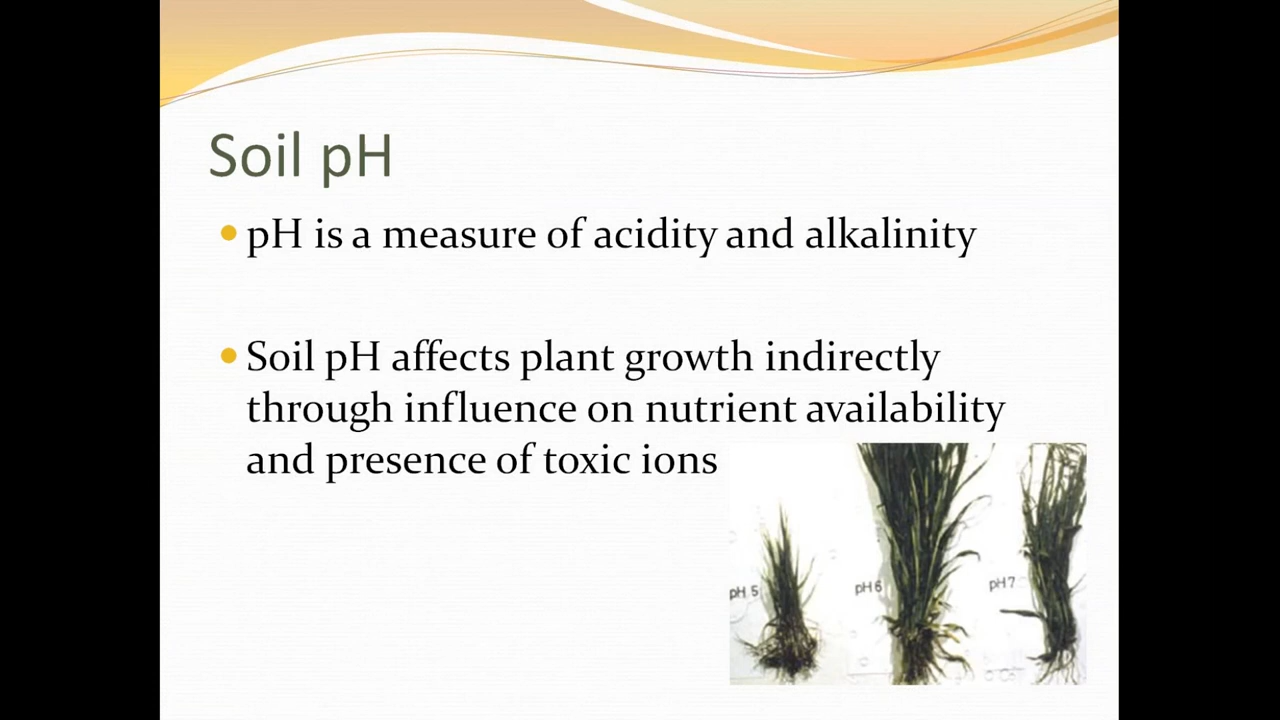 Soil pH
pH is a measure of acidity and alkalinity
Soil pH affects plant growth indirectly
through influence on nutrient availability
and presence of toxic ions
pH 5
pH 6
pH 7